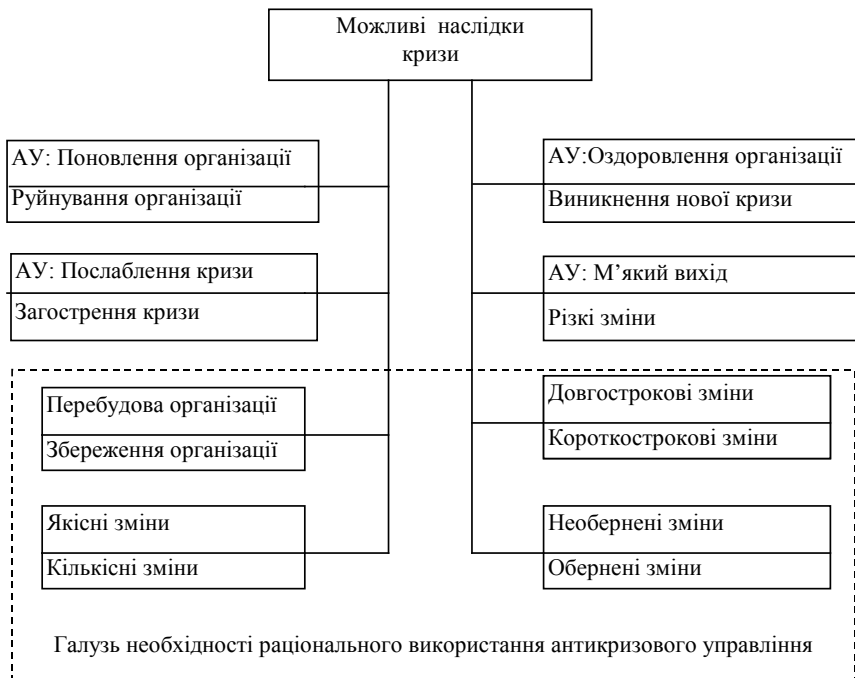 Можливі наслідки
кризи
АУ: Поновлення організації
Руйнування організації
АУ:Оздоровлення організації
Виникнення нової кризи
АУ: Послаблення кризи
Загострення кризи
АУ: М’який вихід
Різкі зміни
Перебудова організації
Збереження організації
Довгострокові зміни
Короткострокові зміни
Якісні зміни
Кількісні зміни
Необернені зміни
Обернені зміни
Галузь необхідності раціонального використання антикризового управління